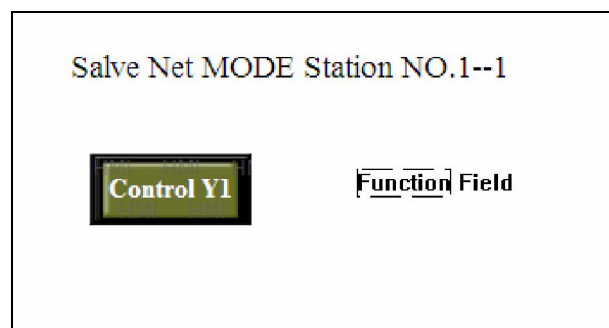 Salve Net MODE Station NO.1--1
Control Y1
Function Field